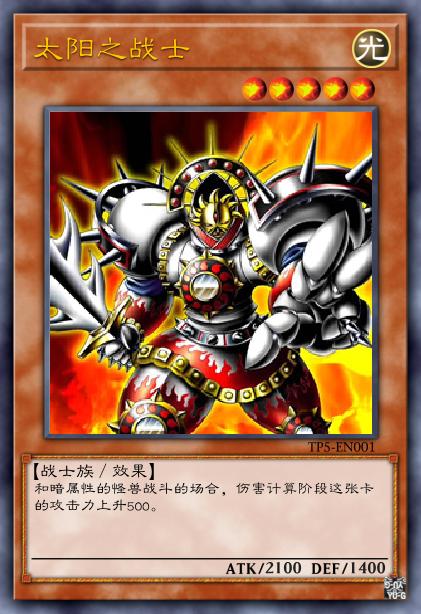 太阳之战士
光
TP5-EN001
【战士族／效果】
和暗属性的怪兽战斗的场合，伤害计算阶段这张卡
的攻击力上升500。
ATK/2100 DEF/1400